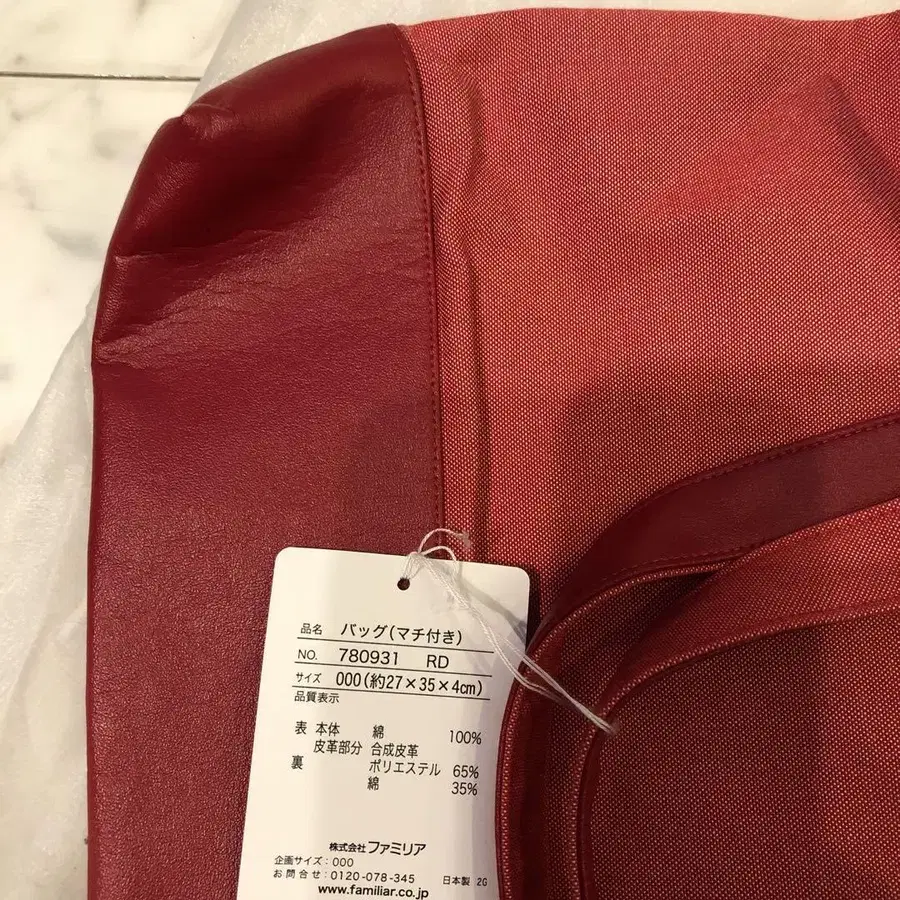 品名 バッグ(マチ付き)
NO. 780931 RD
サイズ 000(約27×35×4cm)
品質表示
表 本体 綿 100%
皮革部分 合成皮革
裏 ポリエステル 65%
綿 35%
株式会社ファミリア
企画サイズ:000
お問合せ:0120-078-345 日本製 2G
www.familiar.co.jp